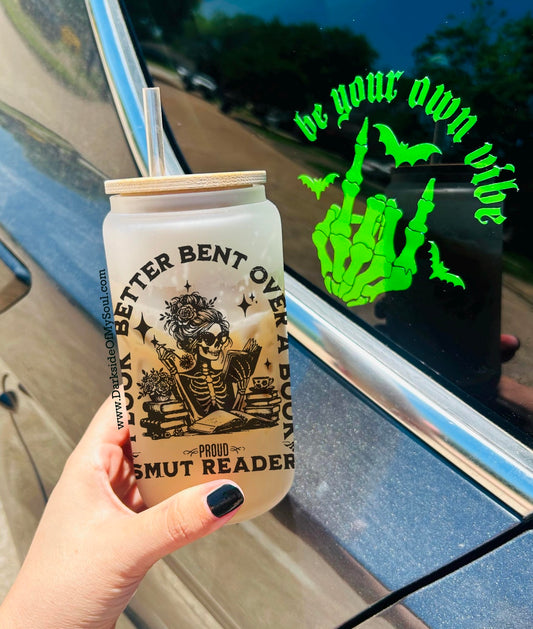 be your own vibe
I LOOK BETTER BENT OVER A BOOK
PROUD
SMUT READER
www.DarksideOfMySoul.com